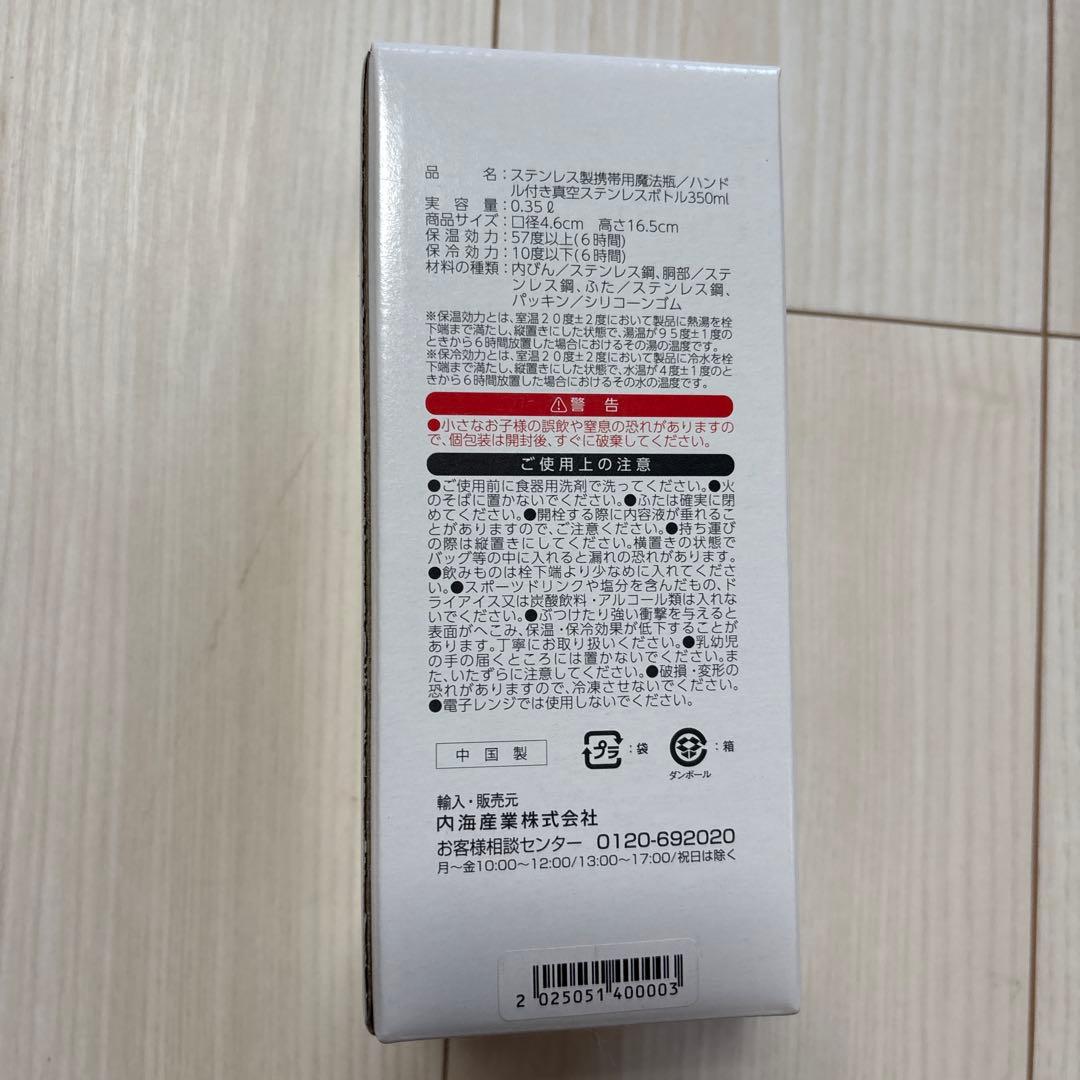 品名：ステンレス製携帯用魔法瓶／ハンド
ル付き真空ステンレスボトル350ml
実容量：0.35ℓ
商品サイズ：口径4.6cm 高さ16.5cm
保温効力：57度以上(6時間)
保冷効力：10度以下(6時間)
材料の種類：内びん／ステンレス鋼、胴部／ステ
ンレス鋼、ふた／ステンレス鋼、
パッキン／シリコーンゴム
※保温効力とは、室温20度±2度において製品に熱湯を栓
下端まで満たし、縦置きにした状態で、湯温が95度±1度の
ときから6時間放置した場合におけるその湯の温度です。
※保冷効力とは、室温20度±2度において製品に冷水を栓
下端まで満たし、縦置きにした状態で、水温が4度±1度のと
きから6時間放置した場合におけるその水の温度です。
⚠警告
●小さなお子様の誤飲や窒息の恐れがありますの
で、個包装は開封後、すぐに破棄してください。
ご使用上の注意
●ご使用前に食器用洗剤で洗ってください。●火
のそばに置かないでください。●ふたは確実に閉
めてください。●開栓する際に内容液が垂れるこ
とがありますので、ご注意ください。●持ち運び
の際は縦置きにしてください。横置きの状態で
バッグ等の中に入れると漏れの恐れがあります。
●飲みものは栓下端より少なめに入れてくださ
い。●スポーツドリンクや塩分を含んだもの、ド
ライアイス又は炭酸飲料・アルコール類は入れな
いでください。●ぶつけたり強い衝撃を与えると
表面がへこみ、保温・保冷効果が低下することが
あります。丁寧にお取り扱いください。●乳幼児
の手の届くところには置かないでください。ま
た、いたずらに注意してください。●破損・変形の
恐れがありますので、冷凍させないでください。
●電子レンジでは使用しないでください。
中国製 プラ：袋 ：箱
ダンボール
輸入・販売元
内海産業株式会社
お客様相談センター 0120-692020
月～金10:00～12:00/13:00～17:00/祝日は除く
2 025051 400003